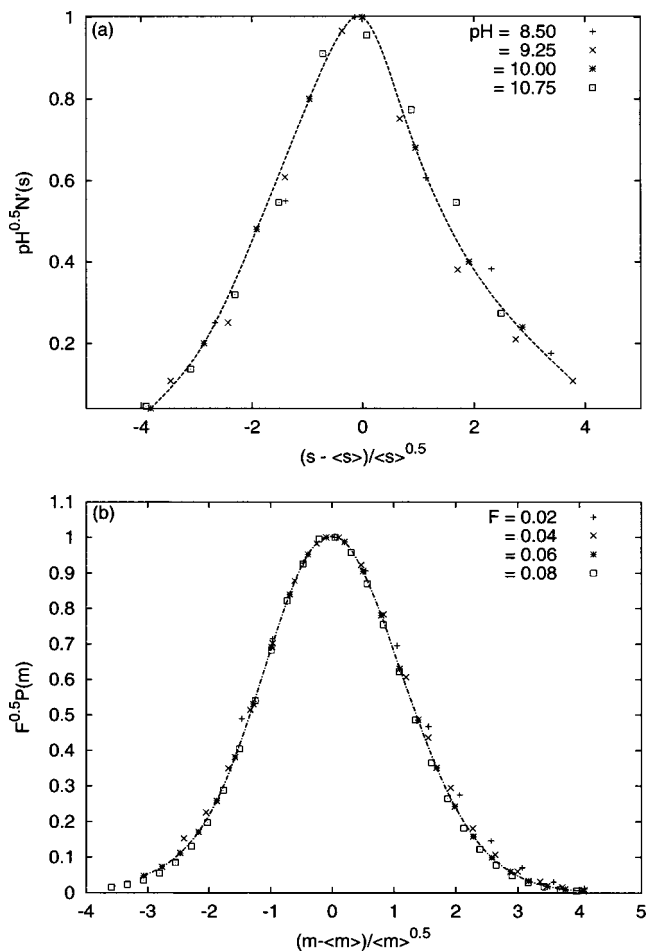 (a)
pH = 8.50
= 9.25
= 10.00
= 10.75
1
0.8
0.6
0.4
0.2
pH^0.5N'(s)
-4 -2 0 2 4
(s - <s>)/<s>^0.5
(b)
F = 0.02
= 0.04
= 0.06
= 0.08
1.1
1
0.9
0.8
0.7
0.6
0.5
0.4
0.3
0.2
0.1
0
F^0.5P(m)
-4 -3 -2 -1 0 1 2 3 4 5
(m-<m>)/<m>^0.5